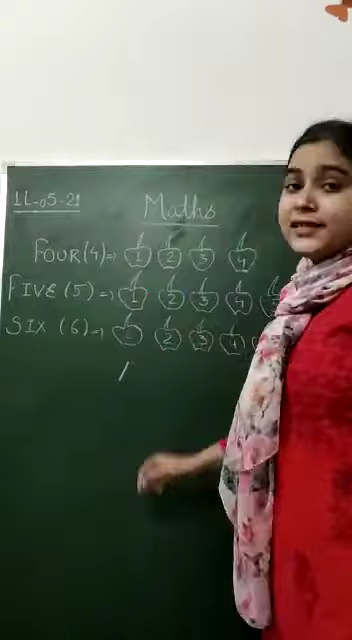 11-05-21
Maths
FOUR(4)→ 1 2 3 4
FIVE (5)→ 1 2 3 4 5
SIX (6)→ 1 2 3 4